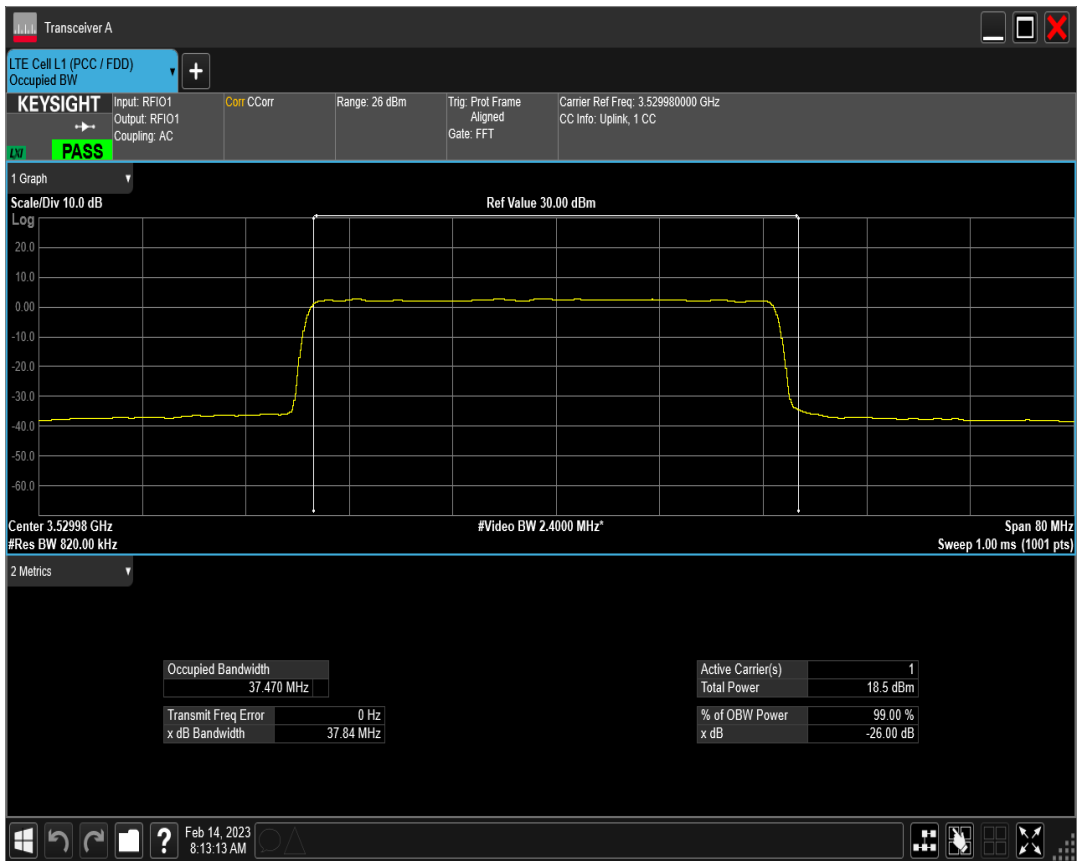 Transceiver A
LTE Cell L1 (PCC / FDD)
Occupied BW
KEYSIGHT
LXI
PASS
Input: RFIO1
Output: RFIO1
Coupling: AC
Corr CCorr
Range: 26 dBm
Trig: Prot Frame
Aligned
Gate: FFT
Carrier Ref Freq: 3.529980000 GHz
CC Info: Uplink, 1 CC
1 Graph
Scale/Div 10.0 dB
Ref Value 30.00 dBm
Log
20.0
10.0
0.00
-10.0
-20.0
-30.0
-40.0
-50.0
-60.0
Center 3.52998 GHz
#Video BW 2.4000 MHz*
Span 80 MHz
#Res BW 820.00 kHz
Sweep 1.00 ms (1001 pts)
2 Metrics
Occupied Bandwidth
37.470 MHz
Transmit Freq Error 0 Hz
x dB Bandwidth 37.84 MHz
Active Carrier(s) 1
Total Power 18.5 dBm
% of OBW Power 99.00 %
x dB -26.00 dB
Feb 14, 2023
8:13:13 AM